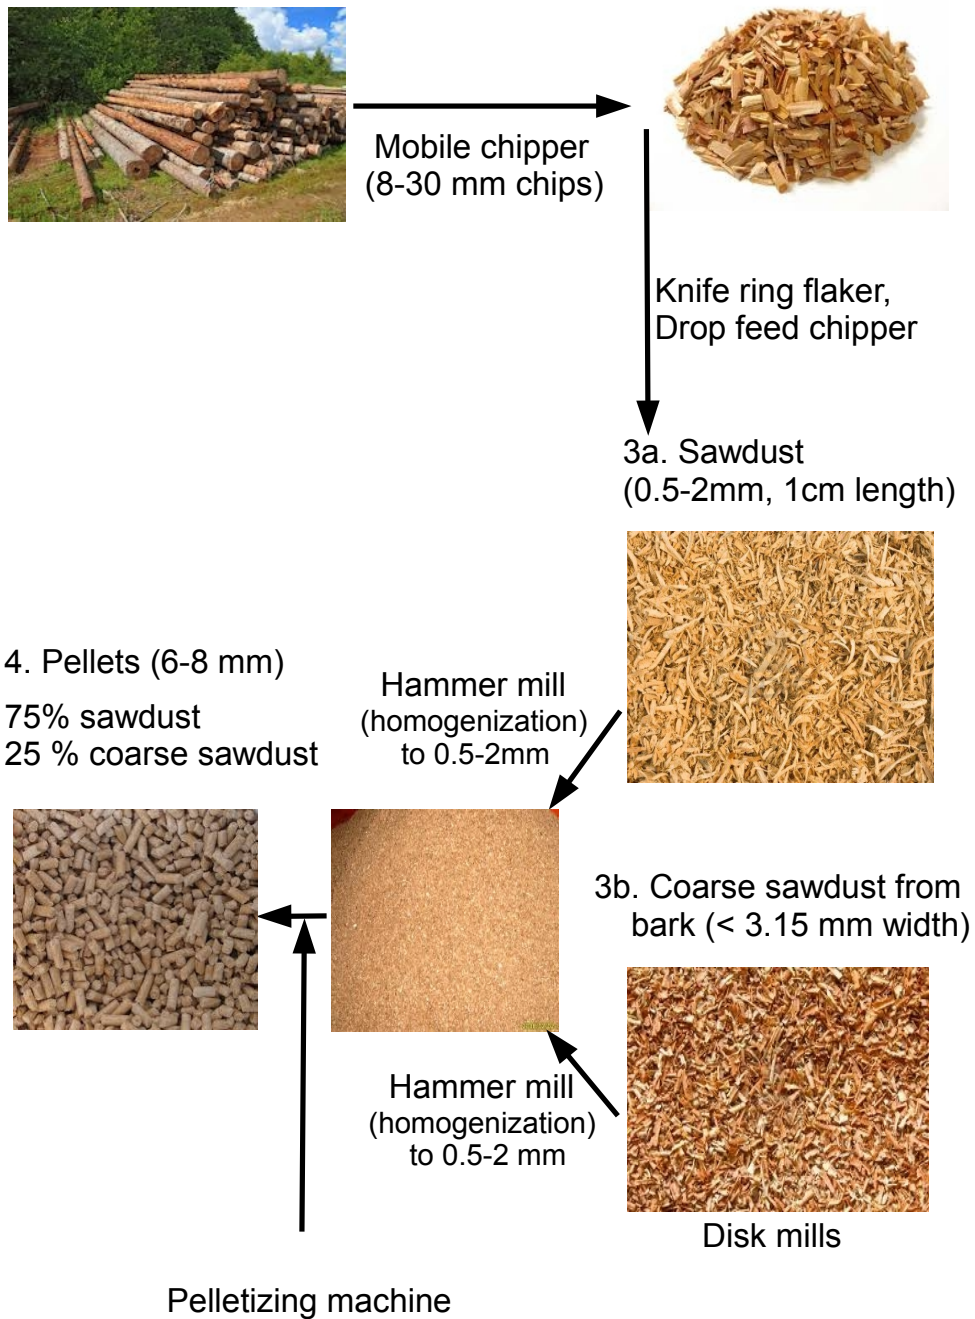 Mobile chipper
(8-30 mm chips)
Knife ring flaker,
Drop feed chipper
3a. Sawdust
(0.5-2mm, 1cm length)
4. Pellets (6-8 mm)
75% sawdust
25 % coarse sawdust
Hammer mill
(homogenization)
to 0.5-2mm
3b. Coarse sawdust from
bark (< 3.15 mm width)
Hammer mill
(homogenization)
to 0.5-2 mm
Disk mills
Pelletizing machine